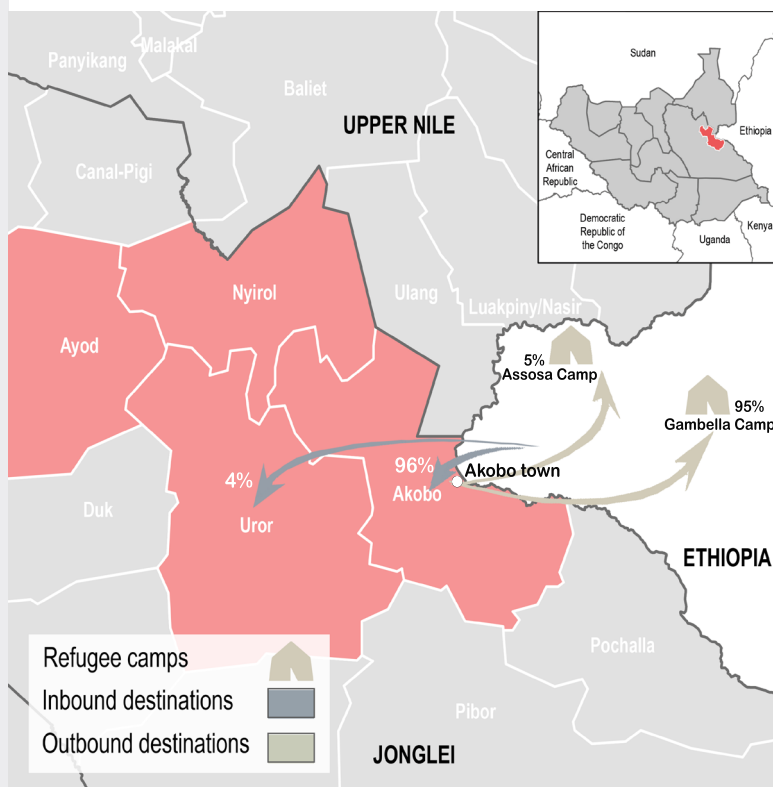 Malakal
Panyikang
Baliet
UPPER NILE
Canal-Pigi
Sudan
Ethiopia
Central
African
Republic
Democratic
Republic of
the Congo
Uganda
Kenya
Nyirol
Ulang
Luakpiny/Nasir
Ayod
5%
Assosa Camp
95%
Gambella Camp
96%
Akobo town
4%
Akobo
Duk
Uror
ETHIOPIA
Pochalla
Refugee camps
Inbound destinations
Outbound destinations
Pibor
JONGLEI